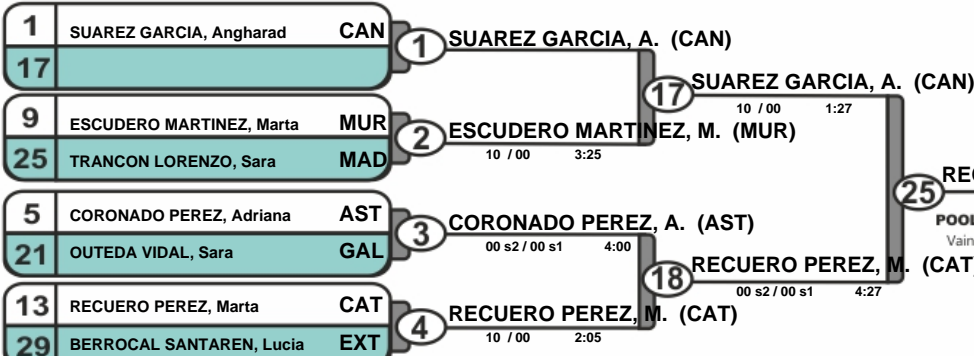 1 SUAREZ GARCIA, Angharad CAN
17
1 SUAREZ GARCIA, A. (CAN)
9 ESCUDERO MARTINEZ, Marta MUR
25 TRANCON LORENZO, Sara MAD
2 ESCUDERO MARTINEZ, M. (MUR)
10 / 00 3:25
17 SUAREZ GARCIA, A. (CAN)
10 / 00 1:27
5 CORONADO PEREZ, Adriana AST
21 OUTEDA VIDAL, Sara GAL
3 CORONADO PEREZ, A. (AST)
00 s2 / 00 s1 4:00
13 RECUERO PEREZ, Marta CAT
29 BERROCAL SANTAREN, Lucia EXT
4 RECUERO PEREZ, M. (CAT)
10 / 00 2:05
18 RECUERO PEREZ, M. (CAT)
00 s2 / 00 s1 4:27
25